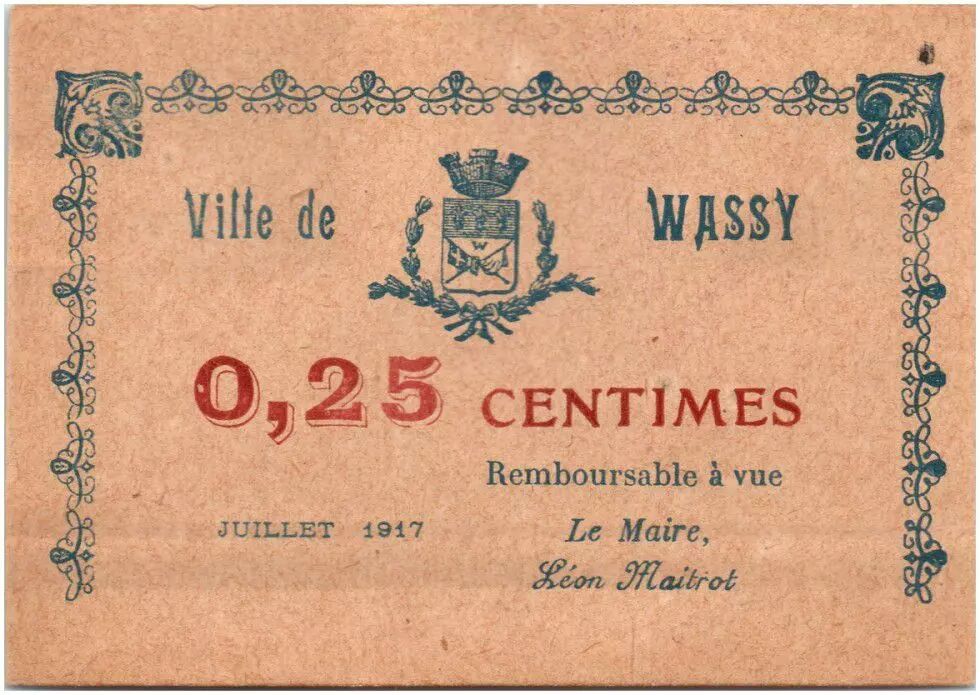 Ville de WASSY
W
0,25 CENTIMES
Remboursable à vue
JUILLET 1917
Le Maire,
Léon Maitrot